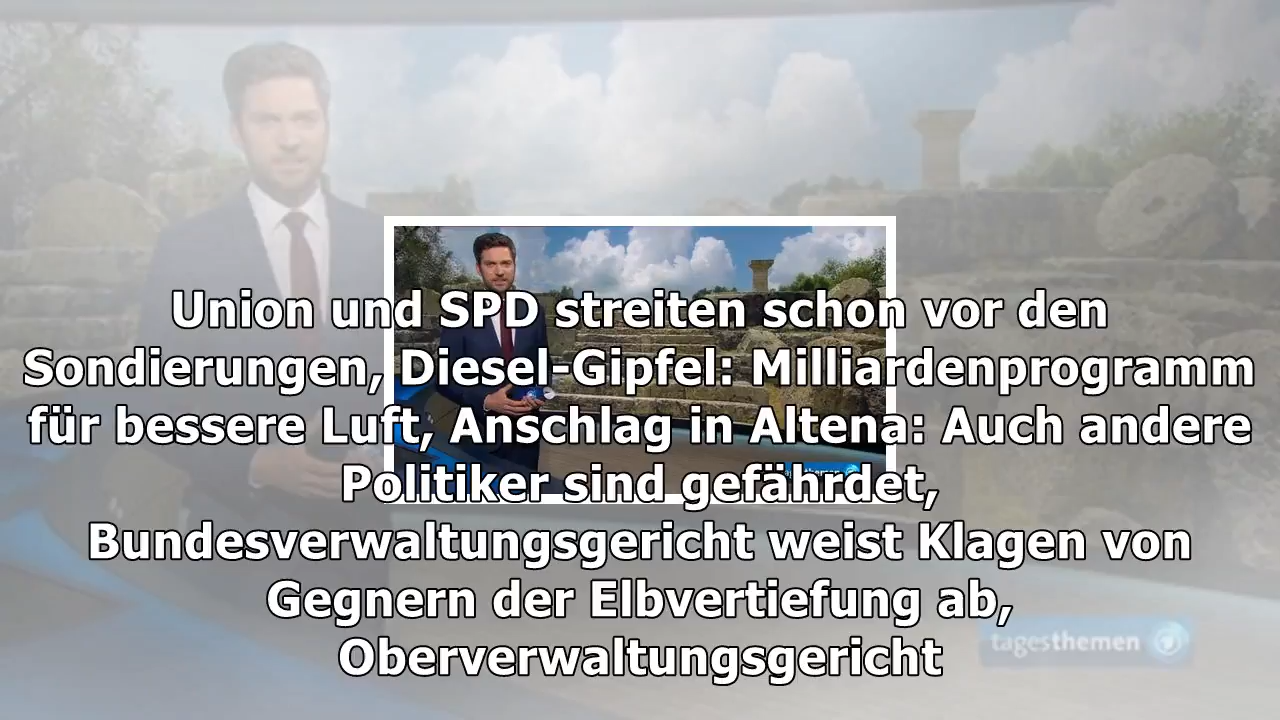 Union und SPD streiten schon vor den
Sondierungen, Diesel-Gipfel: Milliardenprogramm
für bessere Luft, Anschlag in Altena: Auch andere
Politiker sind gefährdet,
Bundesverwaltungsgericht weist Klagen von
Gegnern der Elbvertiefung ab,
Oberverwaltungsgericht
tagesthemen